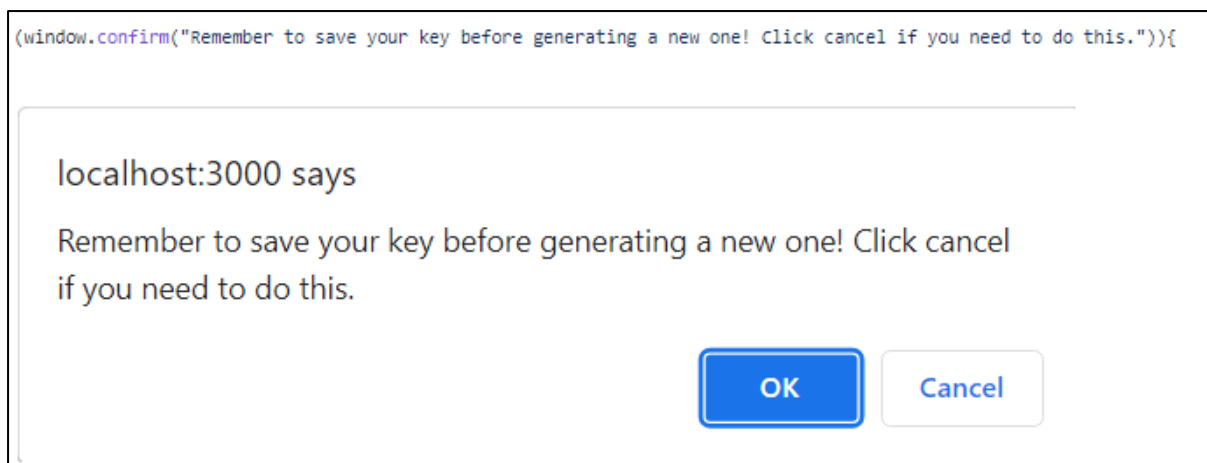 (window.confirm("Remember to save your key before generating a new one! Click cancel if you need to do this.")){
localhost:3000 says
Remember to save your key before generating a new one! Click cancel
if you need to do this.
OK Cancel